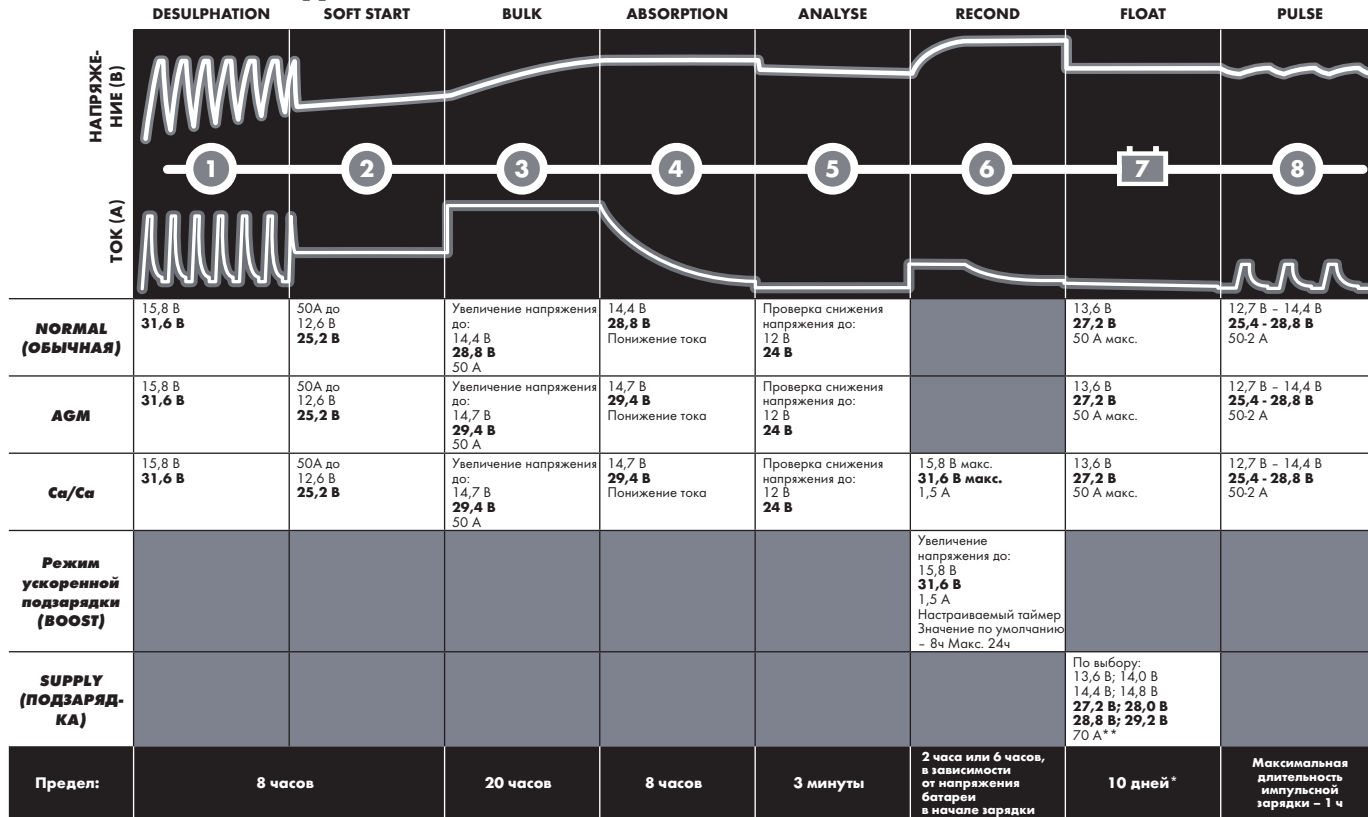 DESULPHATION SOFT START BULK ABSORPTION ANALYSE RECOND FLOAT PULSE
НАПРЯЖЕ-
НИЕ (В)
1 2 3 4 5 6 7 8
ТОК (А)
NORMAL
(ОБЫЧНАЯ)
15,8 В
31,6 В
50А до
12,6 В
25,2 В
Увеличение напряжения
до:
14,4 В
28,8 В
50 А
14,4 В
28,8 В
Понижение тока
Проверка снижения
напряжения до:
12 В
24 В
13,6 В
27,2 В
50 А макс.
12,7 В – 14,4 В
25,4 - 28,8 В
50-2 А
AGM
15,8 В
31,6 В
50А до
12,6 В
25,2 В
Увеличение напряжения
до:
14,7 В
29,4 В
50 А
14,7 В
29,4 В
Понижение тока
Проверка снижения
напряжения до:
12 В
24 В
13,6 В
27,2 В
50 А макс.
12,7 В – 14,4 В
25,4 - 28,8 В
50-2 А
Ca/Ca
15,8 В
31,6 В
50А до
12,6 В
25,2 В
Увеличение напряжения
до:
14,7 В
29,4 В
50 А
14,7 В
29,4 В
Понижение тока
Проверка снижения
напряжения до:
12 В
24 В
15,8 В макс.
31,6 В макс.
1,5 А
13,6 В
27,2 В
50 А макс.
12,7 В – 14,4 В
25,4 - 28,8 В
50-2 А
Режим
ускоренной
подзарядки
(BOOST)
Увеличение
напряжения до:
15,8 В
31,6 В
1,5 А
Настраиваемый таймер
Значение по умолчанию
– 8ч Макс. 24ч
SUPPLY
(ПОДЗАРЯД-
КА)
По выбору:
13,6 В; 14,0 В
14,4 В; 14,8 В
27,2 В; 28,0 В
28,8 В; 29,2 В
70 А**
Предел:
8 часов
20 часов
8 часов
3 минуты
2 часа или 6 часов,
в зависимости
от напряжения
батареи
в начале зарядки
10 дней*
Максимальная
длительность
импульсной
зарядки – 1 ч